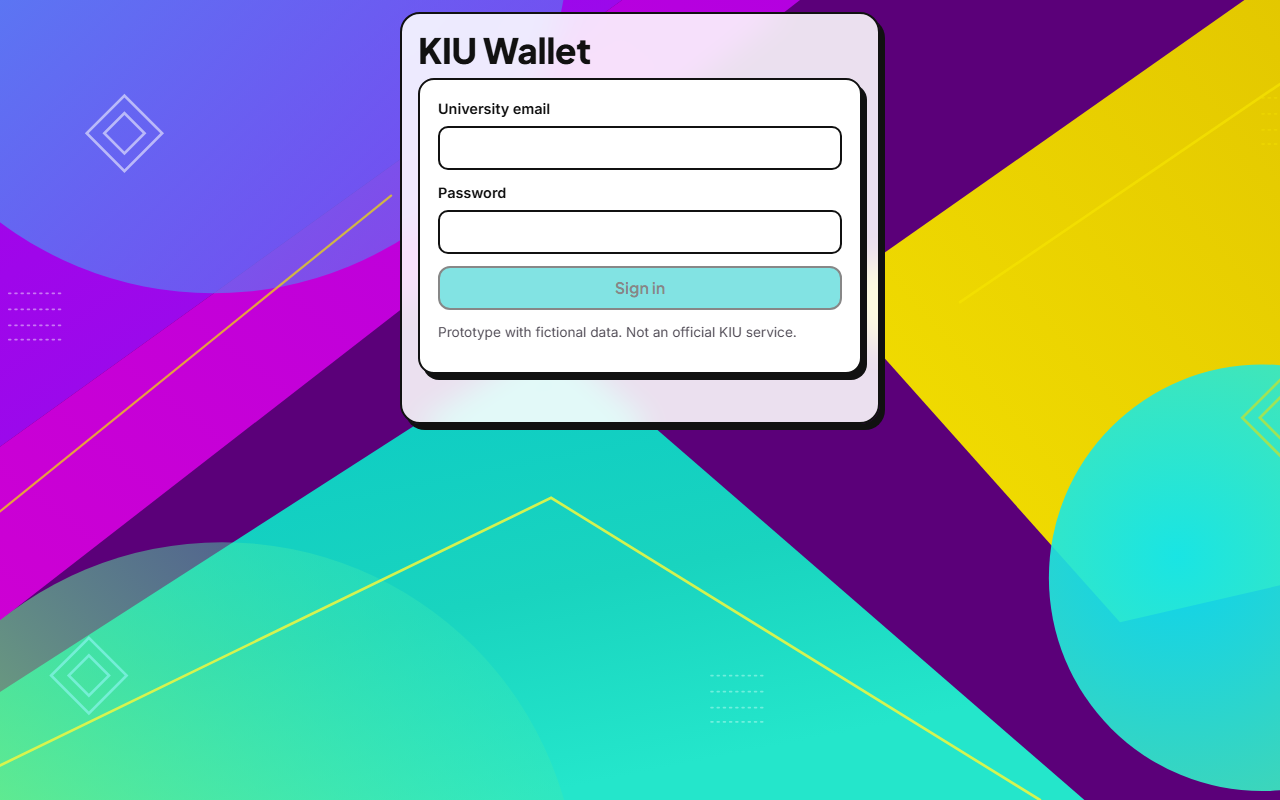 KIU Wallet
University email
Password
Sign in
Prototype with fictional data. Not an official KIU service.